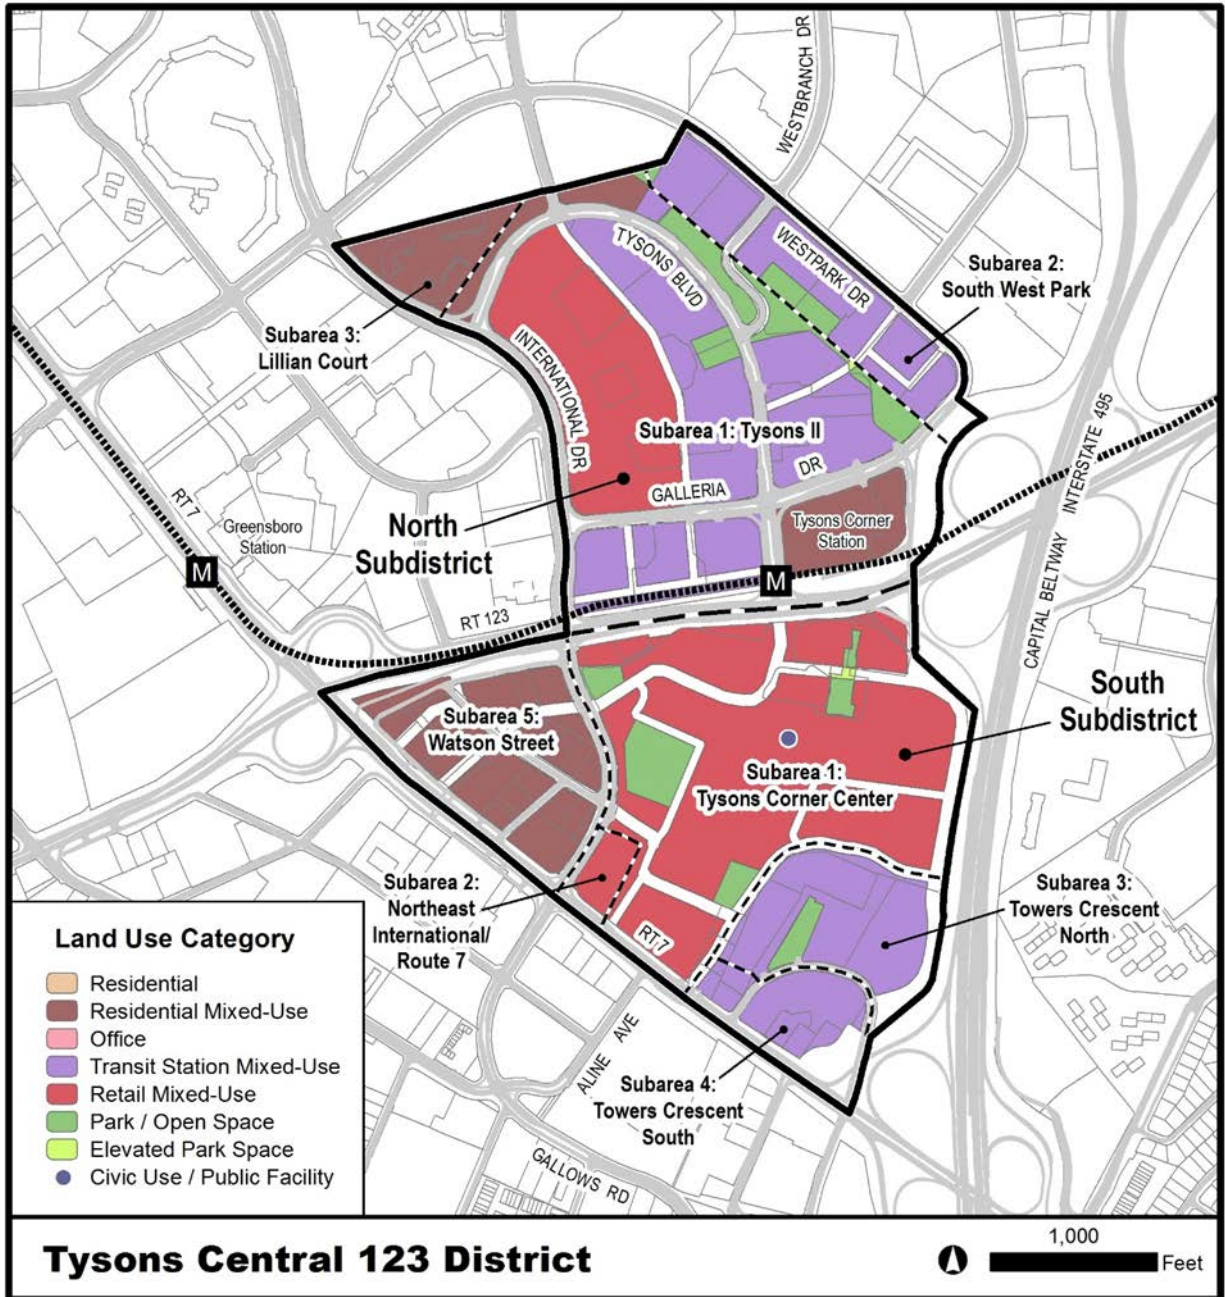 WESTBRANCH DR
WESTPARK DR
TYSONS BLVD
Subarea 2:
South West Park
Subarea 3:
Lillian Court
INTERNATIONAL DR
INTERSTATE 495
CAPITAL BELTWAY
Subarea 1: Tysons II
GALLERIA
DR
RT 7
Greensboro
Station
North
Subdistrict
Tysons Corner
Station
M
M
RT 123
South
Subdistrict
Subarea 5:
Watson Street
Subarea 1:
Tysons Corner Center
Subarea 2:
Northeast
International/
Route 7
RT 7
Subarea 3:
Towers Crescent
North
ALINE AVE
Subarea 4:
Towers Crescent
South
GALLOWS RD
Land Use Category
Residential
Residential Mixed-Use
Office
Transit Station Mixed-Use
Retail Mixed-Use
Park / Open Space
Elevated Park Space
Civic Use / Public Facility
Tysons Central 123 District
1,000
Feet